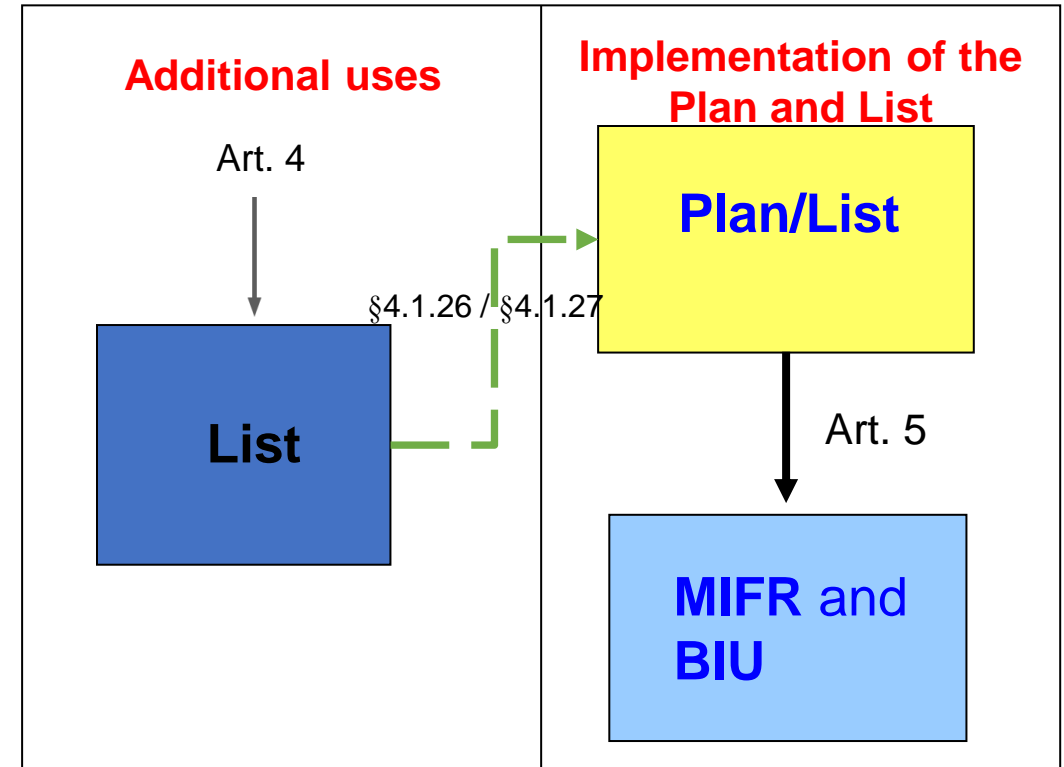 Additional uses
Art. 4
List
§4.1.26 / §4.1.27
Implementation of the
Plan and List
Plan/List
Art. 5
MIFR and
BIU